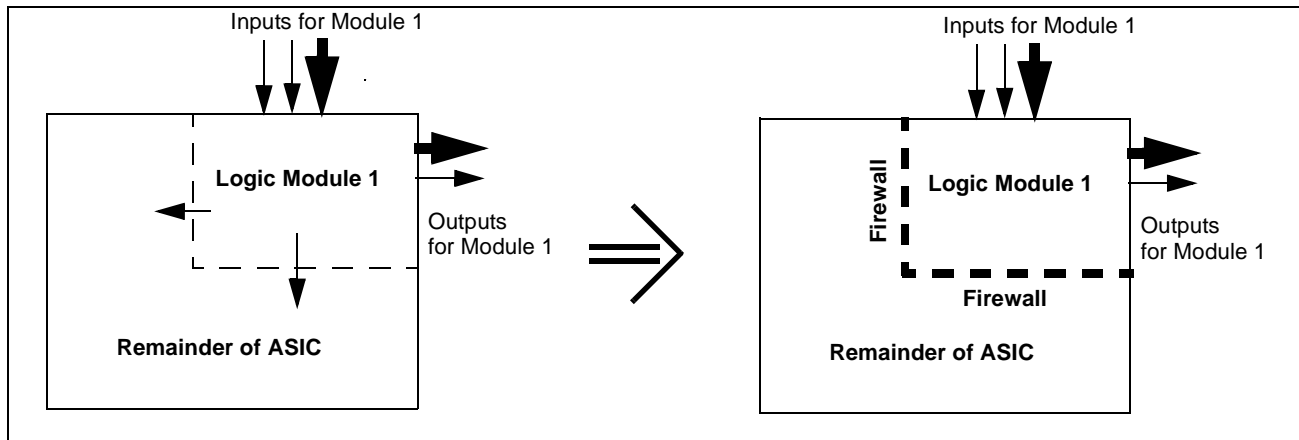 Inputs for Module 1
Logic Module 1
Outputs
for Module 1
Remainder of ASIC
Inputs for Module 1
Firewall
Logic Module 1
Outputs
for Module 1
Firewall
Remainder of ASIC